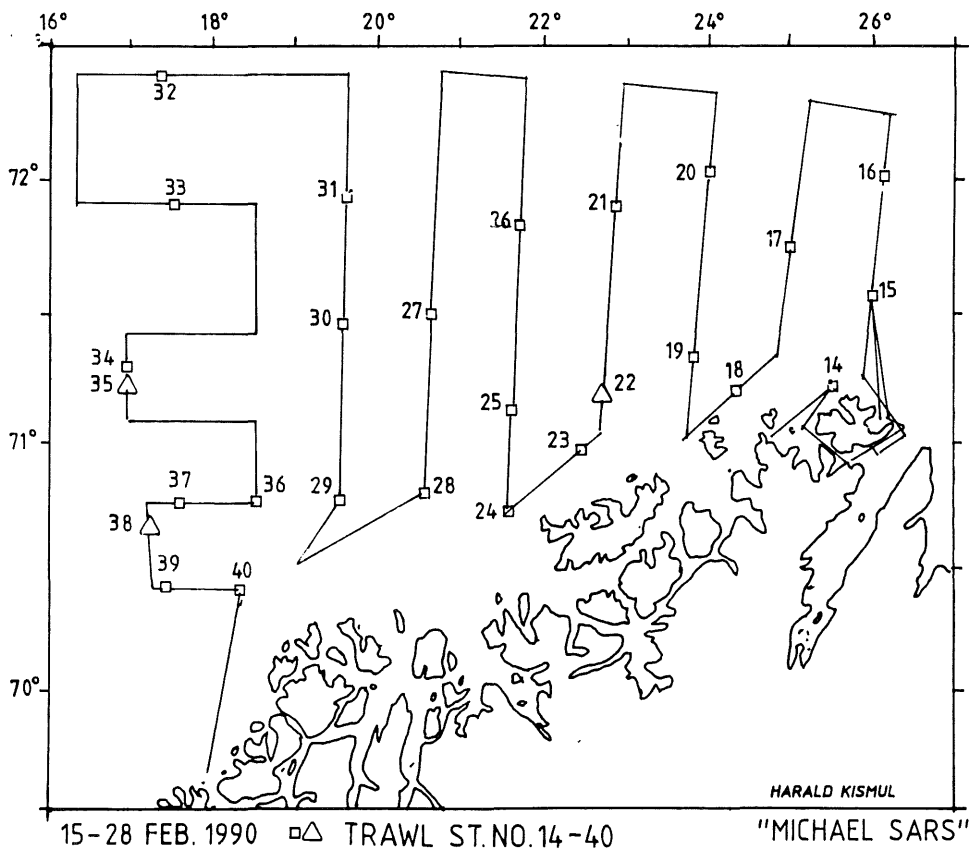 16° 18° 20° 22° 24° 26°
32
72°
33 31 26 21 20 16
17
34 30 27 15
35 19 18 14
25 22
71° 23
37 36 29 28 24
38
39 40
70°
HARALD KISMUL
15-28 FEB. 1990 □△ TRAWL ST. NO. 14-40 "MICHAEL SARS"